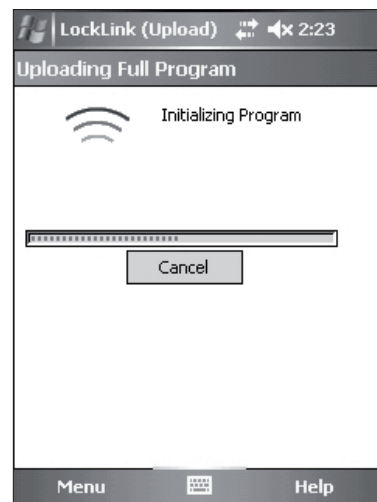 LockLink (Upload) 2:23
Uploading Full Program
Initializing Program
Cancel
Menu Help